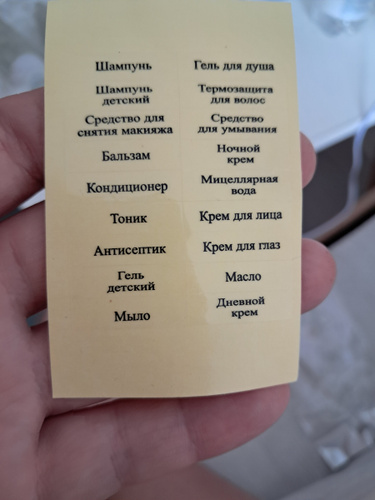 Шампунь
Шампунь
детский
Средство для
снятия макияжа
Бальзам
Кондиционер
Тоник
Антисептик
Гель
детский
Мыло
Гель для душа
Термозащита
для волос
Средство
для умывания
Ночной
крем
Мицеллярная
вода
Крем для лица
Крем для глаз
Масло
Дневной
крем